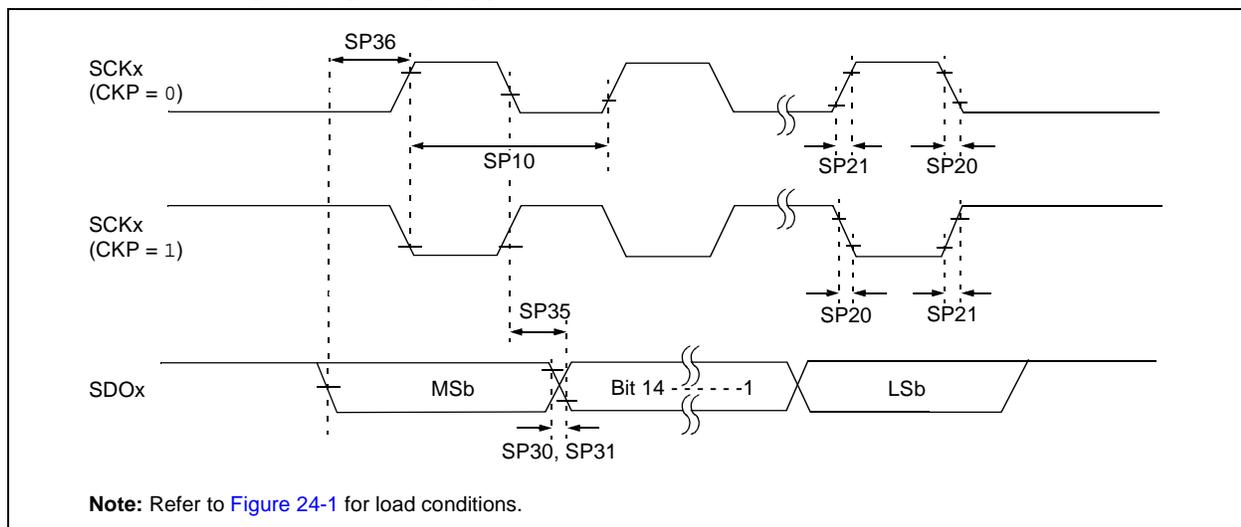 SP36
SCKx
(CKP = 0)
SP10
SP21
SP20
SCKx
(CKP = 1)
SP35
SP20
SP21
SDOx
MSb
Bit 14 - - - - - -1
LSb
SP30, SP31
Note: Refer to Figure 24-1 for load conditions.